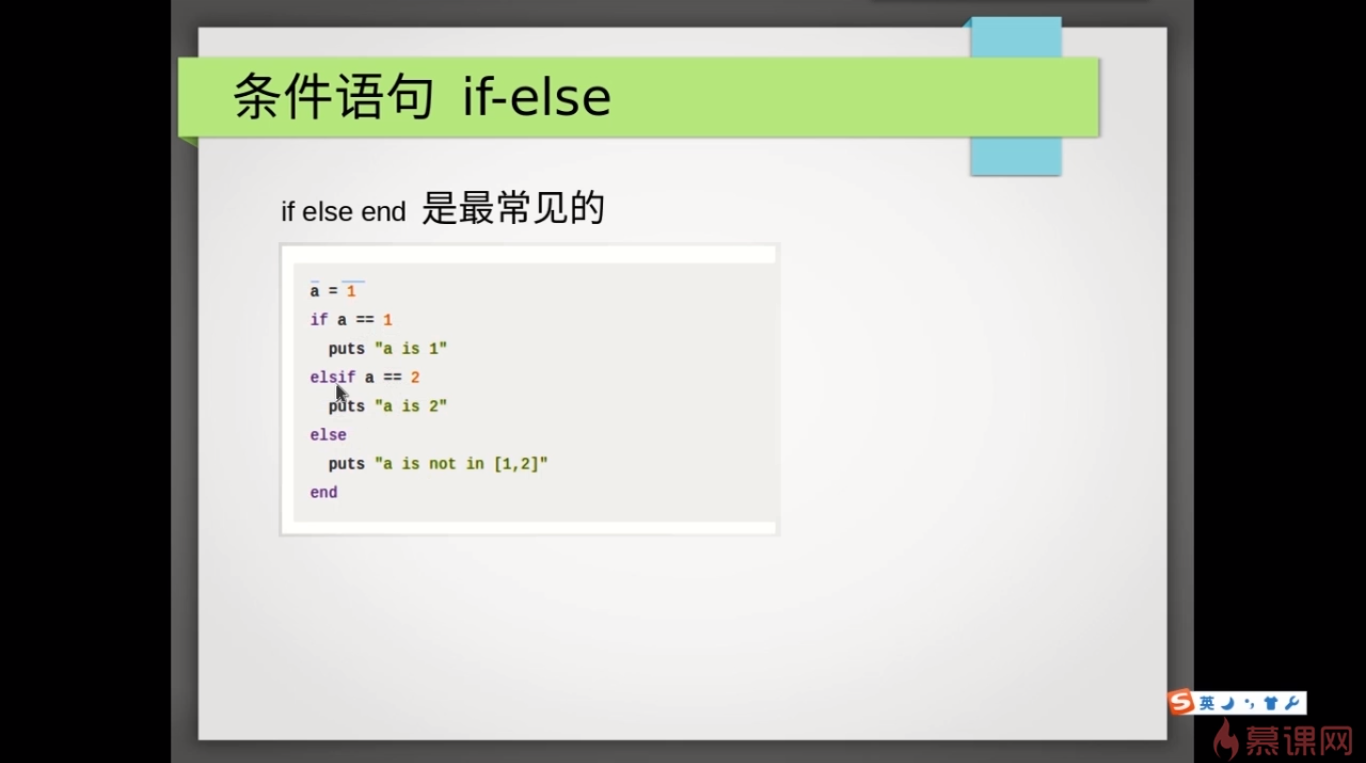 条件语句 if-else
if else end 是最常见的
a = 1
if a == 1
  puts "a is 1"
elsif a == 2
  puts "a is 2"
else
  puts "a is not in [1,2]"
end
S 英
慕课网